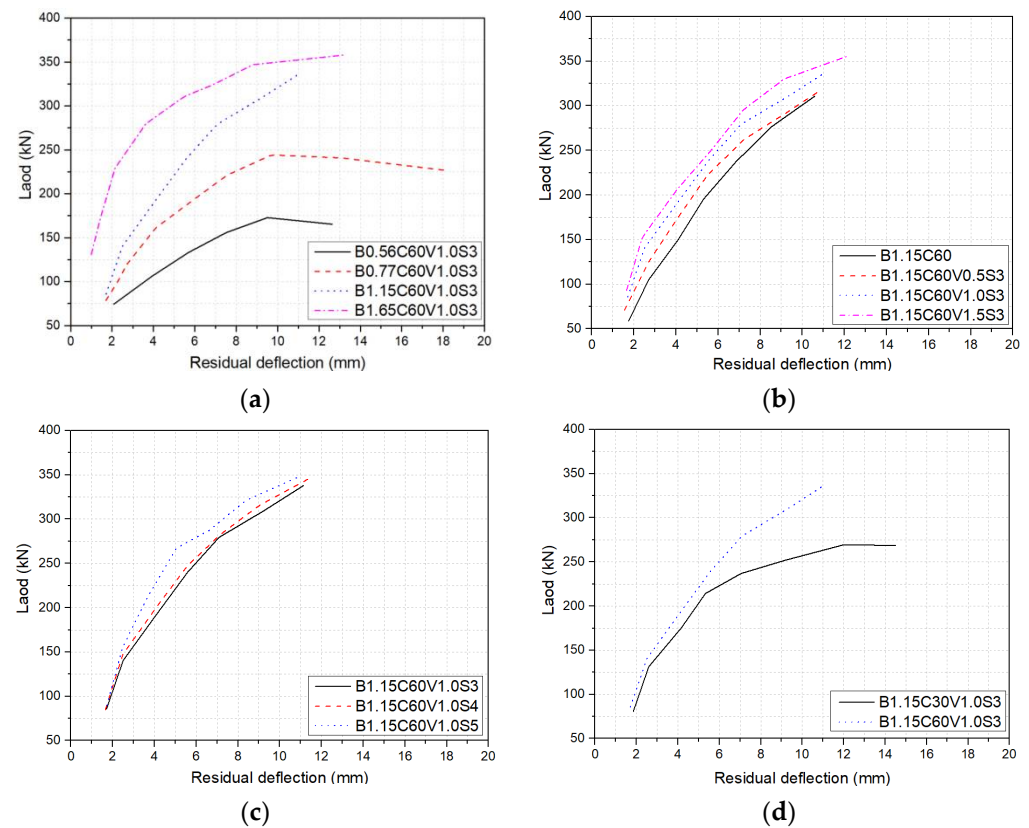 400
350
300
250
200
150
100
50
Laod (kN)
0 2 4 6 8 10 12 14 16 18 20
Residual deflection (mm)
B0.56C60V1.0S3
B0.77C60V1.0S3
B1.15C60V1.0S3
B1.65C60V1.0S3
(a)
400
350
300
250
200
150
100
50
Laod (kN)
0 2 4 6 8 10 12 14 16 18 20
Residual deflection (mm)
B1.15C60
B1.15C60V0.5S3
B1.15C60V1.0S3
B1.15C60V1.5S3
(b)
400
350
300
250
200
150
100
50
Laod (kN)
0 2 4 6 8 10 12 14 16 18 20
Residual deflection (mm)
B1.15C60V1.0S3
B1.15C60V1.0S4
B1.15C60V1.0S5
(c)
400
350
300
250
200
150
100
50
Laod (kN)
0 2 4 6 8 10 12 14 16 18 20
Residual deflection (mm)
B1.15C30V1.0S3
B1.15C60V1.0S3
(d)